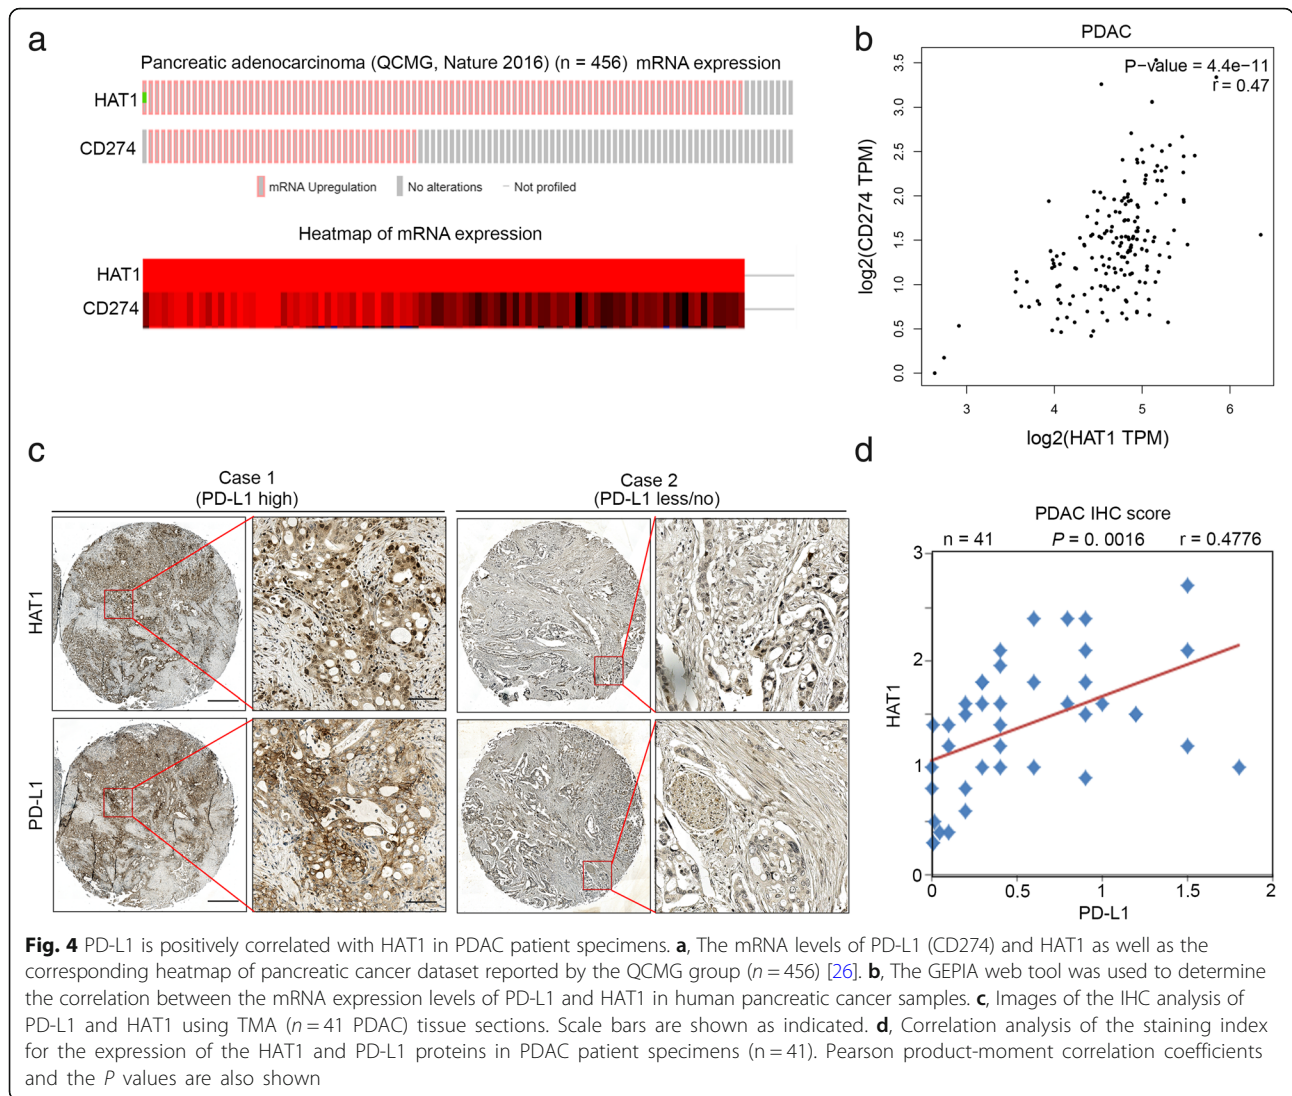 a
Pancreatic adenocarcinoma (QCMG, Nature 2016) (n = 456) mRNA expression
HAT1
CD274
mRNA Upregulation
No alterations
Not profiled
Heatmap of mRNA expression
HAT1
CD274
b
PDAC
P-value = 4.4e-11
r = 0.47
log2(CD274 TPM)
3.5
3.0
2.5
2.0
1.5
1.0
0.5
0.0
3 4 5 6
log2(HAT1 TPM)
c
Case 1
(PD-L1 high)
Case 2
(PD-L1 less/no)
HAT1
PD-L1
d
PDAC IHC score
n = 41 P = 0. 0016 r = 0.4776
HAT1
3
2
1
0
0 0.5 1 1.5 2
PD-L1
Fig. 4 PD-L1 is positively correlated with HAT1 in PDAC patient specimens. a, The mRNA levels of PD-L1 (CD274) and HAT1 as well as the
corresponding heatmap of pancreatic cancer dataset reported by the QCMG group (n = 456) [26]. b, The GEPIA web tool was used to determine
the correlation between the mRNA expression levels of PD-L1 and HAT1 in human pancreatic cancer samples. c, Images of the IHC analysis of
PD-L1 and HAT1 using TMA (n = 41 PDAC) tissue sections. Scale bars are shown as indicated. d, Correlation analysis of the staining index
for the expression of the HAT1 and PD-L1 proteins in PDAC patient specimens (n = 41). Pearson product-moment correlation coefficients
and the P values are also shown